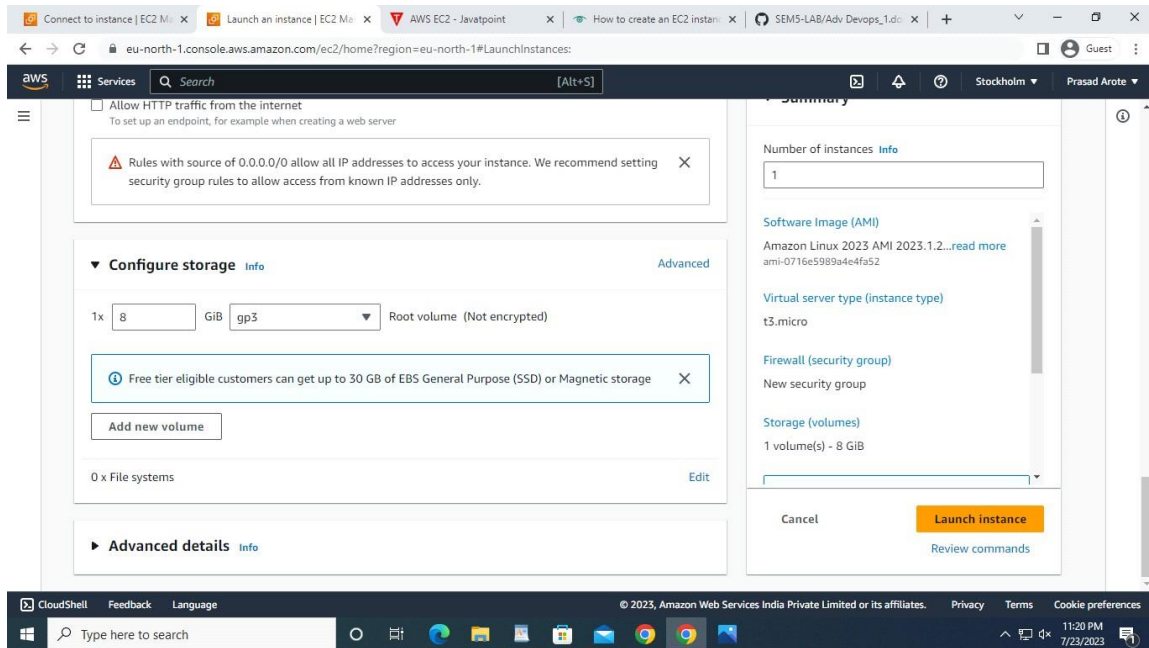 Connect to instance | EC2 Ma
Launch an instance | EC2 Ma
AWS EC2 - Javatpoint
How to create an EC2 instan
SEM5-LAB/Adv Devops_1.do
eu-north-1.console.aws.amazon.com/ec2/home?region=eu-north-1#LaunchInstances:
Guest
aws
Services
Search
[Alt+S]
Stockholm
Prasad Arote
Allow HTTP traffic from the internet
To set up an endpoint, for example when creating a web server
Rules with source of 0.0.0.0/0 allow all IP addresses to access your instance. We recommend setting
security group rules to allow access from known IP addresses only.
Configure storage Info
Advanced
1x 8 GiB gp3 Root volume (Not encrypted)
Free tier eligible customers can get up to 30 GB of EBS General Purpose (SSD) or Magnetic storage
Add new volume
0 x File systems
Edit
Advanced details Info
Summary
Number of instances Info
1
Software Image (AMI)
Amazon Linux 2023 AMI 2023.1.2...read more
ami-0716e5989a4e4fa52
Virtual server type (instance type)
t3.micro
Firewall (security group)
New security group
Storage (volumes)
1 volume(s) - 8 GiB
Cancel
Launch instance
Review commands
CloudShell Feedback Language
© 2023, Amazon Web Services India Private Limited or its affiliates. Privacy Terms Cookie preferences
Type here to search
11:20 PM
7/23/2023
1